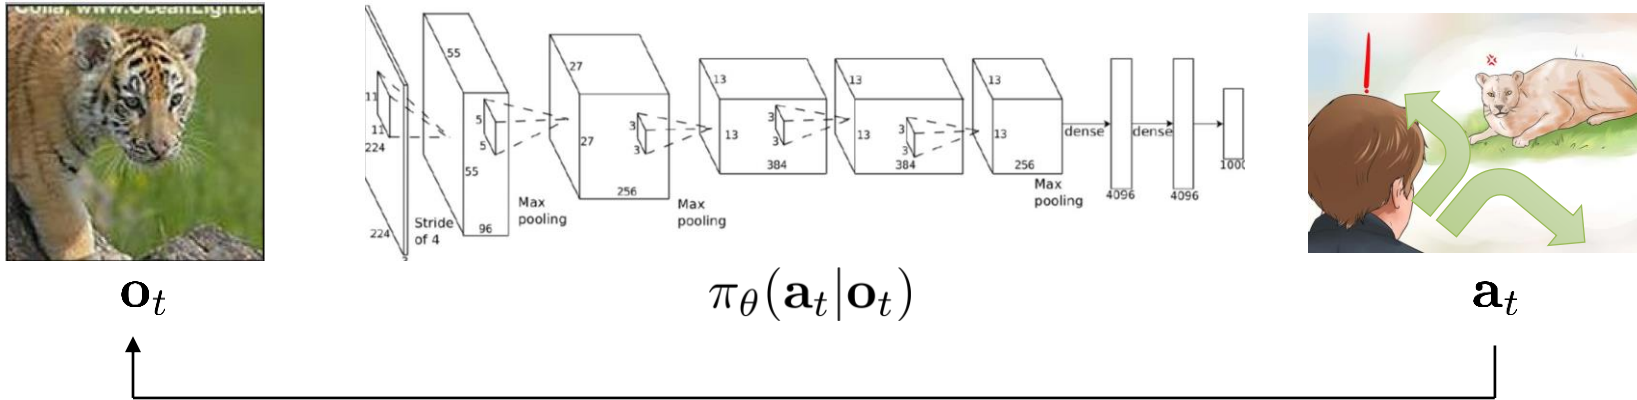 www.OceanLight.c
11
11
224
224
3
Stride
of 4
55
55
96
5
5
Max
pooling
27
27
256
3
3
Max
pooling
13
13
384
3
3
13
13
384
3
3
13
13
256
Max
pooling
dense
4096
dense
4096
1000
!
o_t
π_θ(a_t|o_t)
a_t